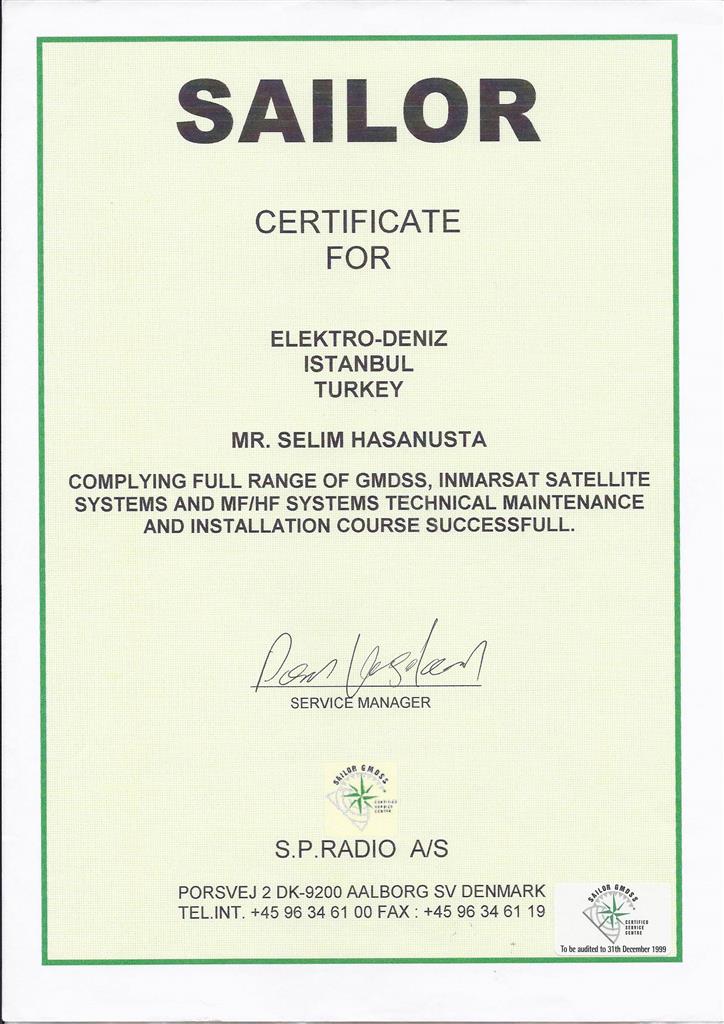 SAILOR
CERTIFICATE
FOR
ELEKTRO-DENIZ
ISTANBUL
TURKEY
MR. SELIM HASANUSTA
COMPLYING FULL RANGE OF GMDSS, INMARSAT SATELLITE
SYSTEMS AND MF/HF SYSTEMS TECHNICAL MAINTENANCE
AND INSTALLATION COURSE SUCCESSFULL.
SERVICE MANAGER
SAILOR GMDSS
CERTIFIED
SERVICE
CENTRE
S.P.RADIO A/S
PORSVEJ 2 DK-9200 AALBORG SV DENMARK
TEL.INT. +45 96 34 61 00 FAX : +45 96 34 61 19
SAILOR GMDSS
CERTIFIED
SERVICE
CENTRE
To be audited to 31th December 1999